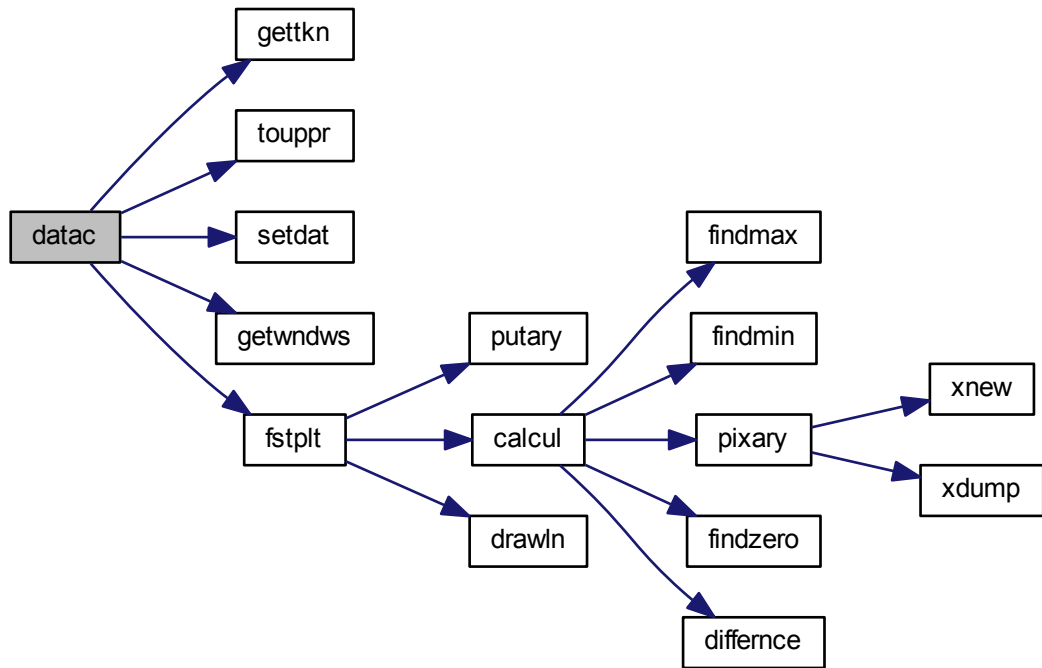 gettkn
touppr
datac
setdat
findmax
getwndws
putary
findmin
xnew
fstplt
calcul
pixary
xdump
drawln
findzero
differnce